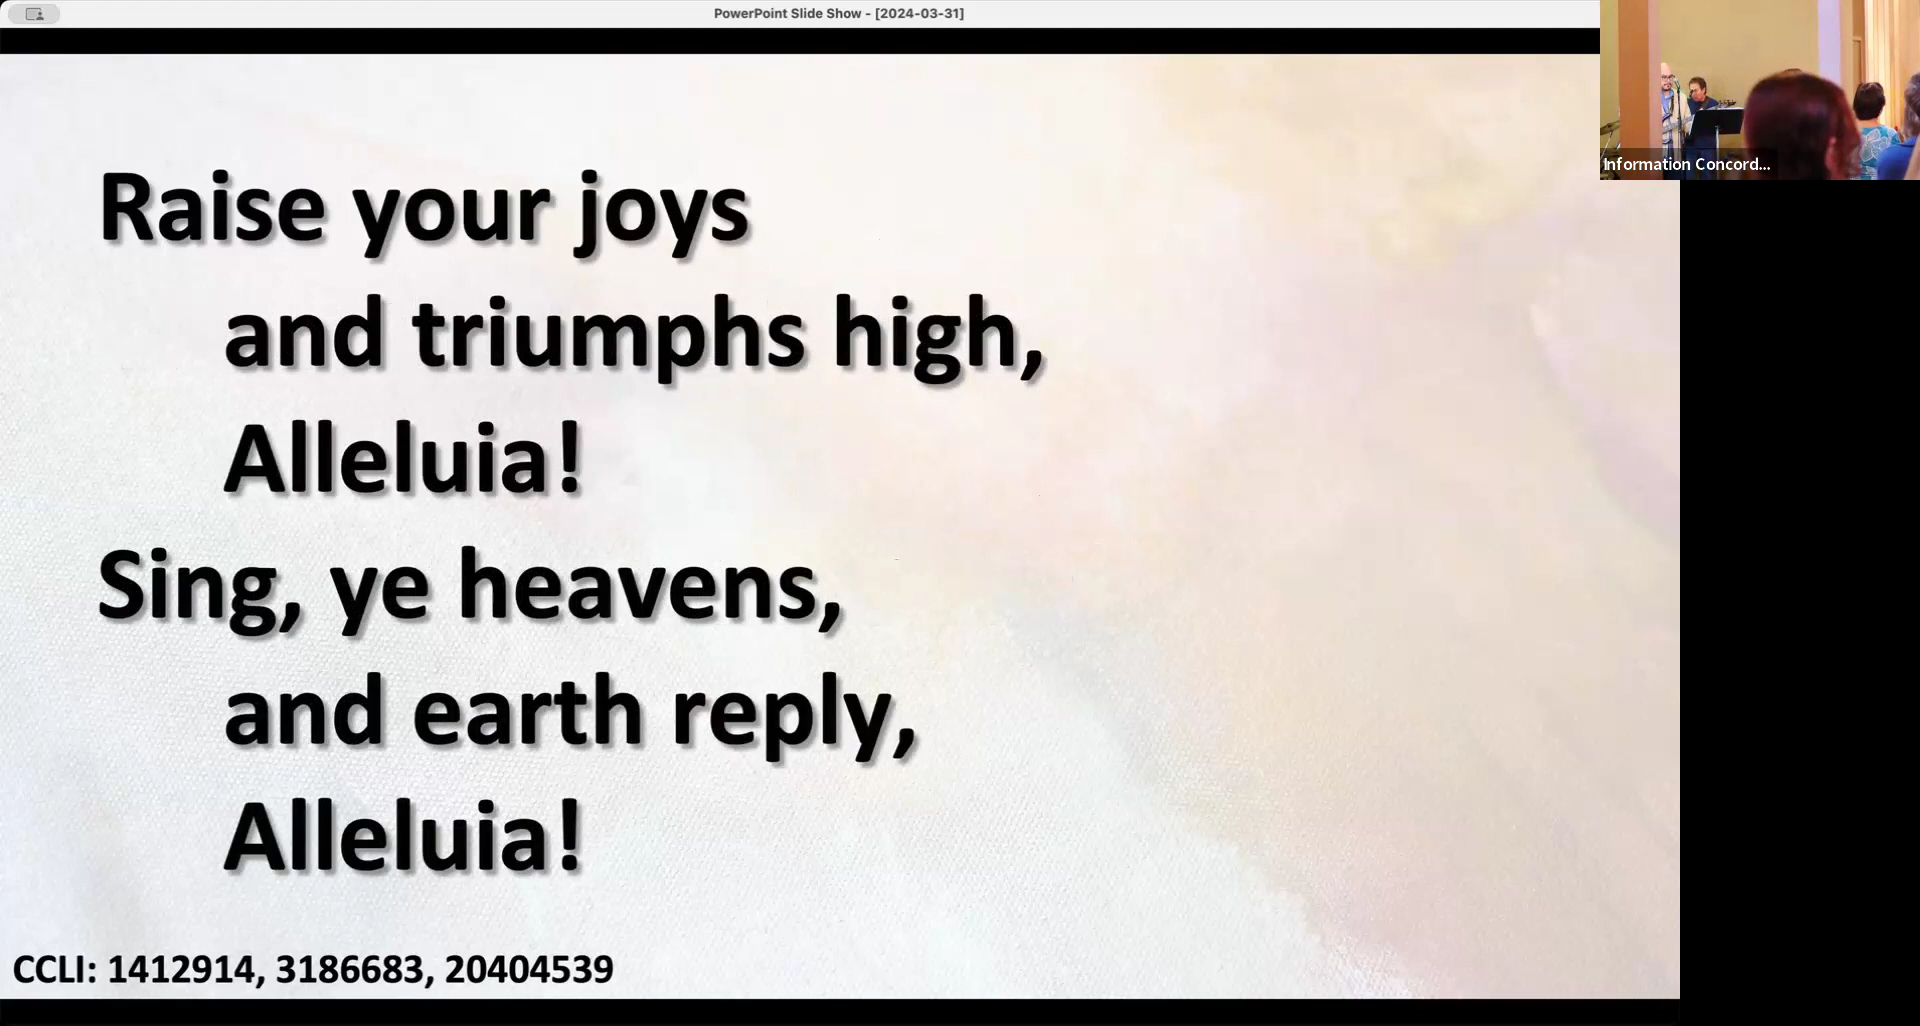 PowerPoint Slide Show - [2024-03-31]
Information Concord...
Raise your joys
and triumphs high,
Alleluia!
Sing, ye heavens,
and earth reply,
Alleluia!
CCLI: 1412914, 3186683, 20404539